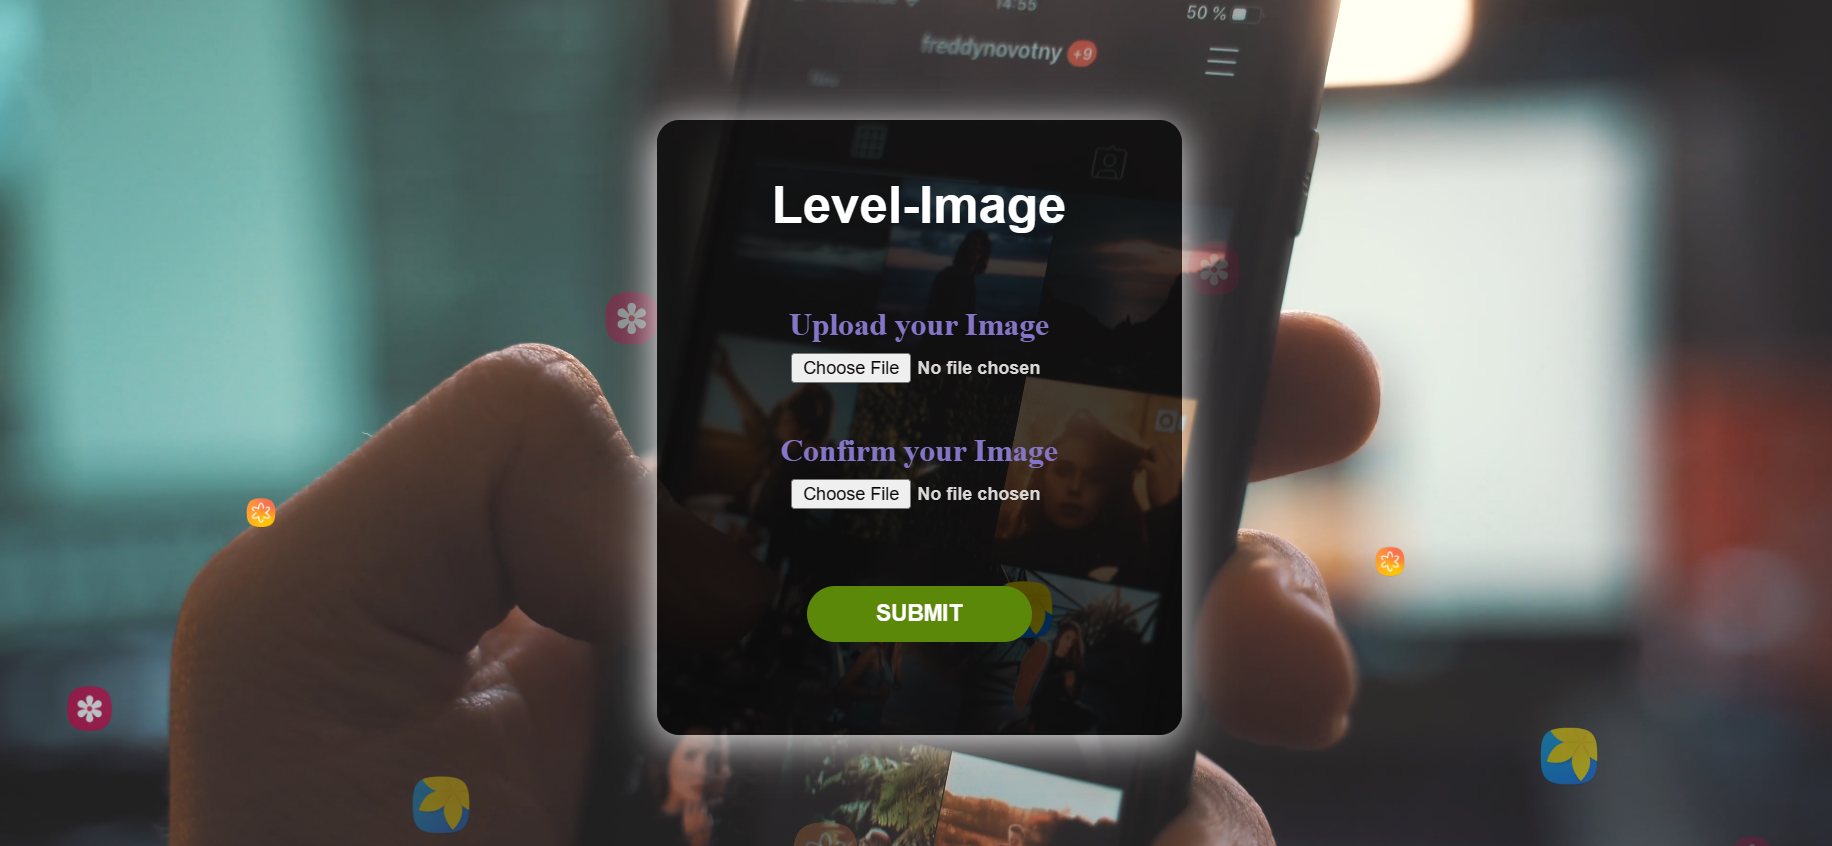 14:55
50 %
freddynovotny +9
Level-Image
Upload your Image
Choose File No file chosen
Confirm your Image
Choose File No file chosen
SUBMIT